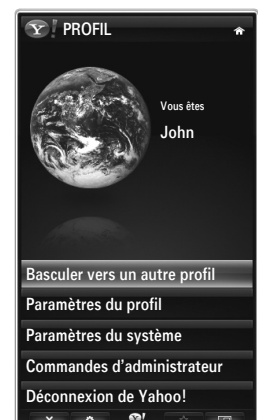 Y! PROFIL
Vous êtes
John
Basculer vers un autre profil
Paramètres du profil
Paramètres du système
Commandes d'administrateur
Déconnexion de Yahoo!
Y!